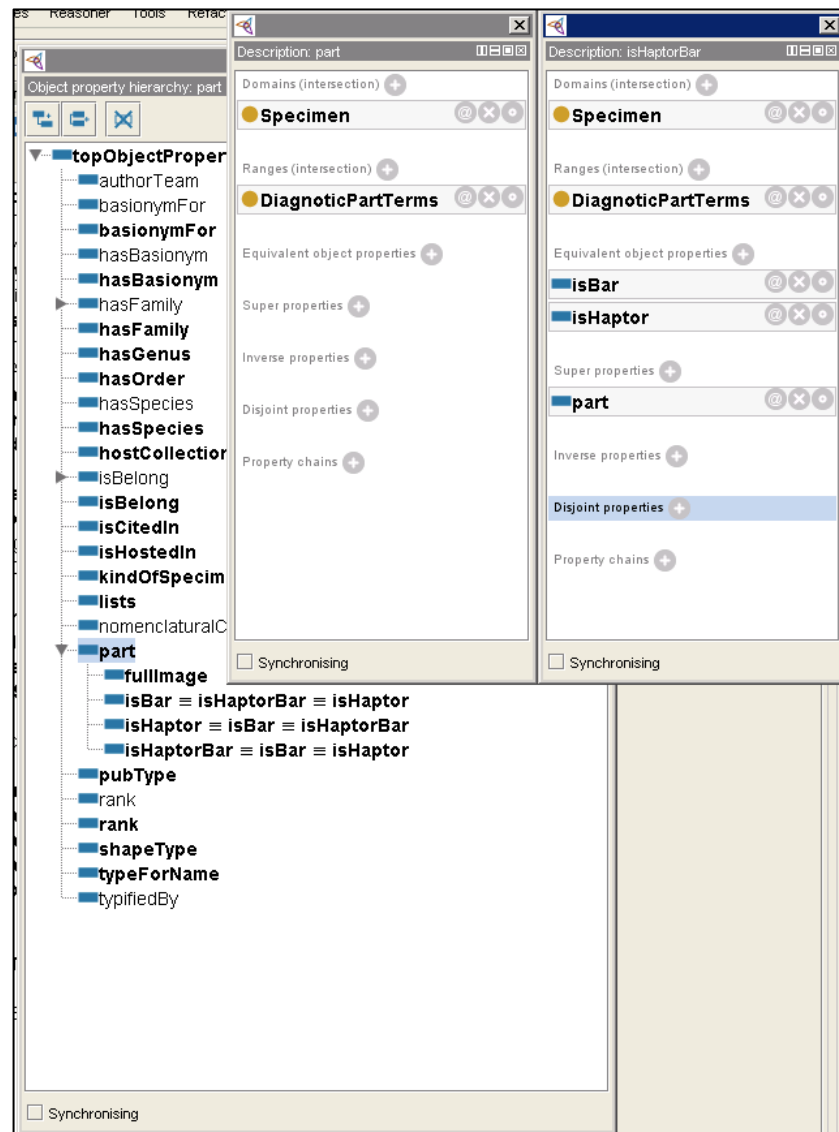 es Reasoner Tools Refac
Object property hierarchy: part
topObjectProper
authorTeam
basionymFor
basionymFor
hasBasionym
hasBasionym
hasFamily
hasFamily
hasGenus
hasOrder
hasSpecies
hasSpecies
hostCollection
isBelong
isBelong
isCitedIn
isHostedIn
kindOfSpecim
lists
nomenclaturalC
part
fullImage
isBar ≡ isHaptorBar ≡ isHaptor
isHaptor ≡ isBar ≡ isHaptorBar
isHaptorBar ≡ isBar ≡ isHaptor
pubType
rank
rank
shapeType
typeForName
typifiedBy
Synchronising
Description: part
Domains (intersection)
Specimen
Ranges (intersection)
DiagnoticPartTerms
Equivalent object properties
Super properties
Inverse properties
Disjoint properties
Property chains
Synchronising
Description: isHaptorBar
Domains (intersection)
Specimen
Ranges (intersection)
DiagnoticPartTerms
Equivalent object properties
isBar
isHaptor
Super properties
part
Inverse properties
Disjoint properties
Property chains
Synchronising